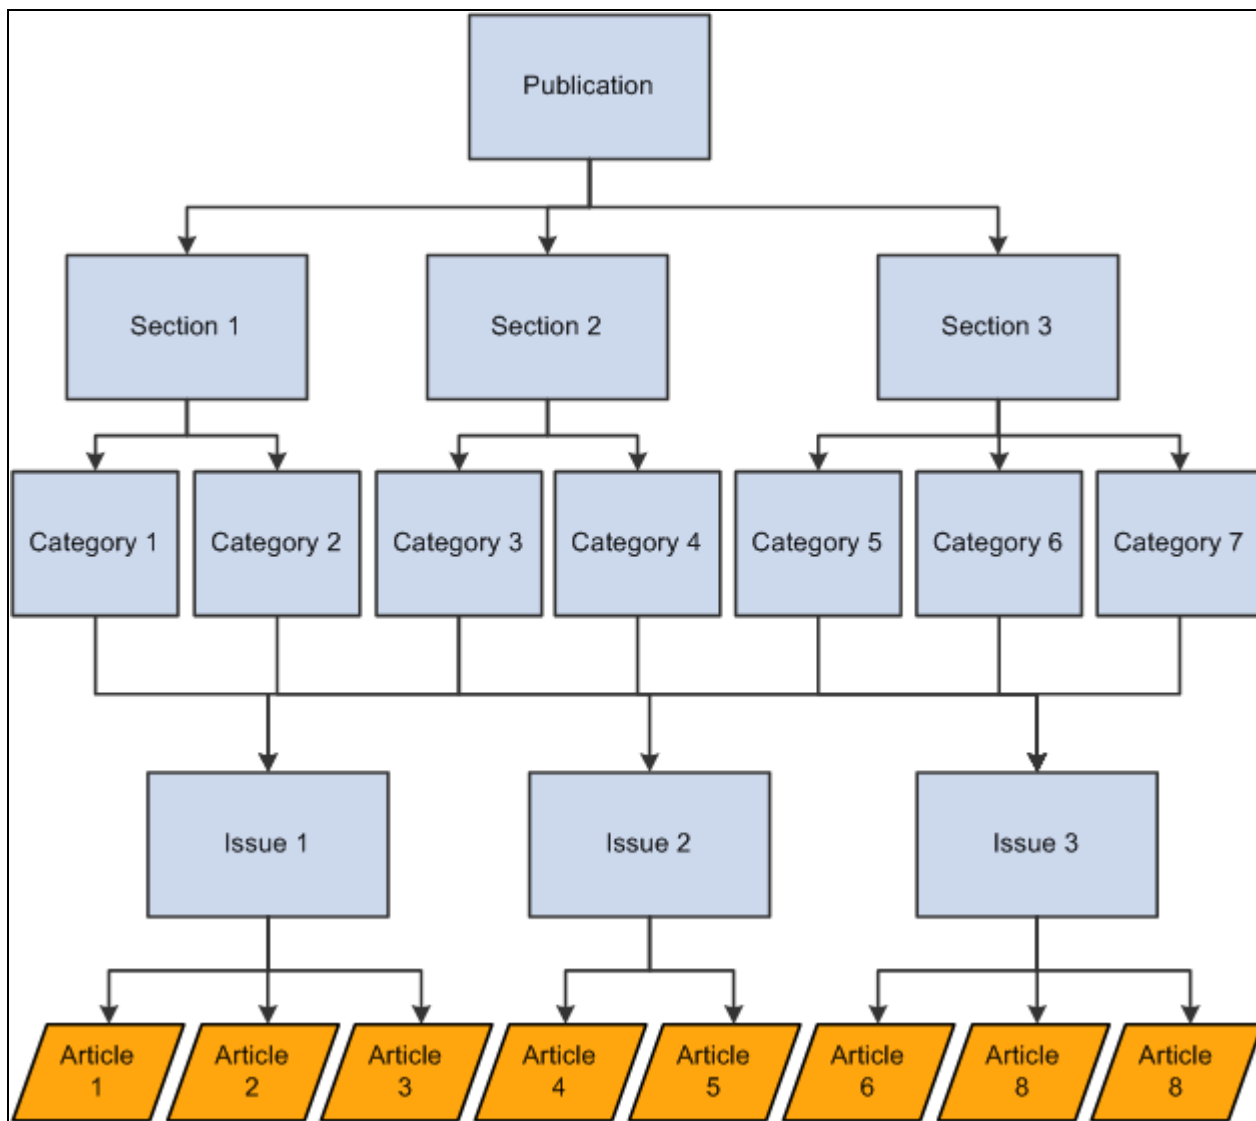 Publication
Section 1
Section 2
Section 3
Category 1
Category 2
Category 3
Category 4
Category 5
Category 6
Category 7
Issue 1
Issue 2
Issue 3
Article
1
Article
2
Article
3
Article
4
Article
5
Article
6
Article
8
Article
8